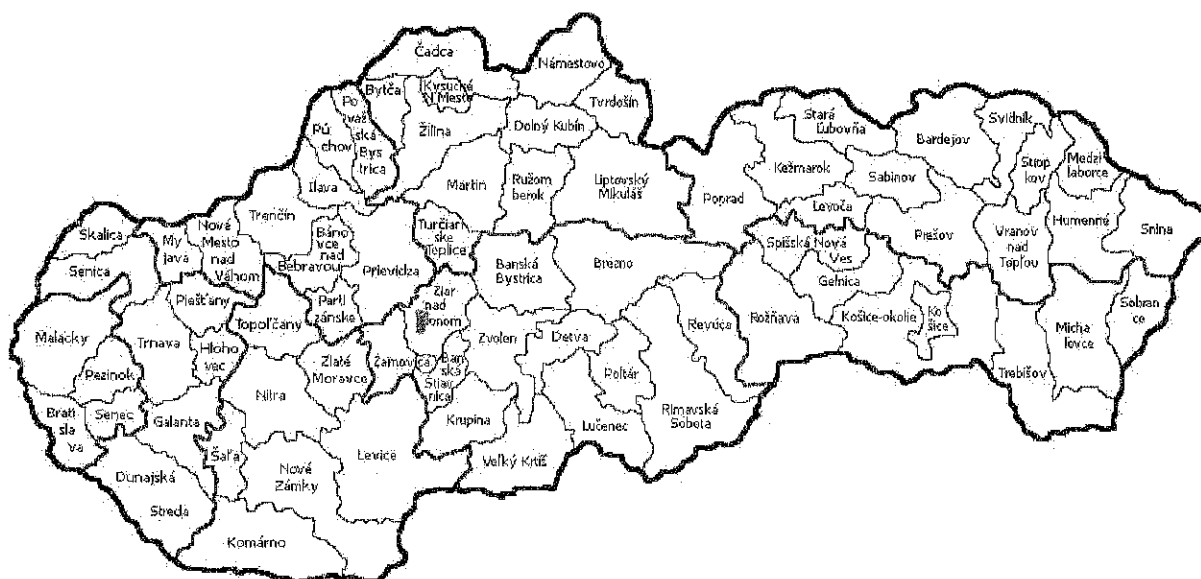 Čadca
Námestovo
Bytča
Kysucké
N Mesto
Tvrdošín
Po
važ
ská
Bys
trica
Pú
chov
Žilina
Dolný Kubín
Stará
Ľubovňa
Bardejov
Svidník
Strop
kov
Medzi
laborce
Ilava
Martin
Ružom
berok
Liptovský
Mikuláš
Poprad
Kežmarok
Sabinov
Levoča
Trenčín
Turčian
ske
Teplice
Spišská Nová
Ves
Prešov
Vranov
nad
Topľou
Humenné
Snina
Skalica
My
java
Nové
Mesto
nad
Váhom
Báno
vce nad
Bebravou
Prievidza
Banská
Bystrica
Brezno
Gelnica
Senica
Piešťany
Topoľčany
Partí
zánske
Žiar
nad
Hronom
Zvolen
Detva
Revúca
Rožňava
Košice-okolie
Ko
šice
Micha
lovce
Sobran
ce
Malacky
Trnava
Hloho
vec
Zlaté
Moravce
Žarnovica
Ban
ská
Štiav
nica
Poltár
Trebišov
Pezinok
Nitra
Krupina
Rimavská
Sobota
Brati
sla
va
Senec
Galanta
Šaľa
Levice
Lučenec
Veľký Krtíš
Dunajská
Streda
Nové
Zámky
Komárno